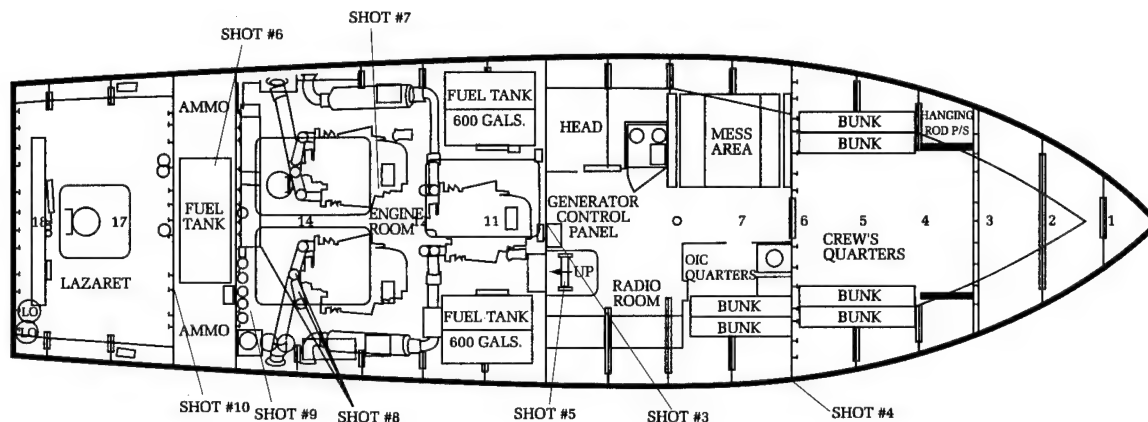 SHOT #7
SHOT #6
AMMO
FUEL TANK
600 GALS.
HEAD
MESS
AREA
BUNK
BUNK
HANGING
ROD P/S
FUEL
TANK
18
17
14
ENGINE
ROOM
11
GENERATOR
CONTROL
PANEL
7
6
5
4
3
2
1
CREW'S
QUARTERS
LAZARET
UP
OIC
QUARTERS
RADIO
ROOM
LO
LO
AMMO
FUEL TANK
600 GALS.
BUNK
BUNK
BUNK
BUNK
SHOT #10
SHOT #9
SHOT #8
SHOT #5
SHOT #3
SHOT #4